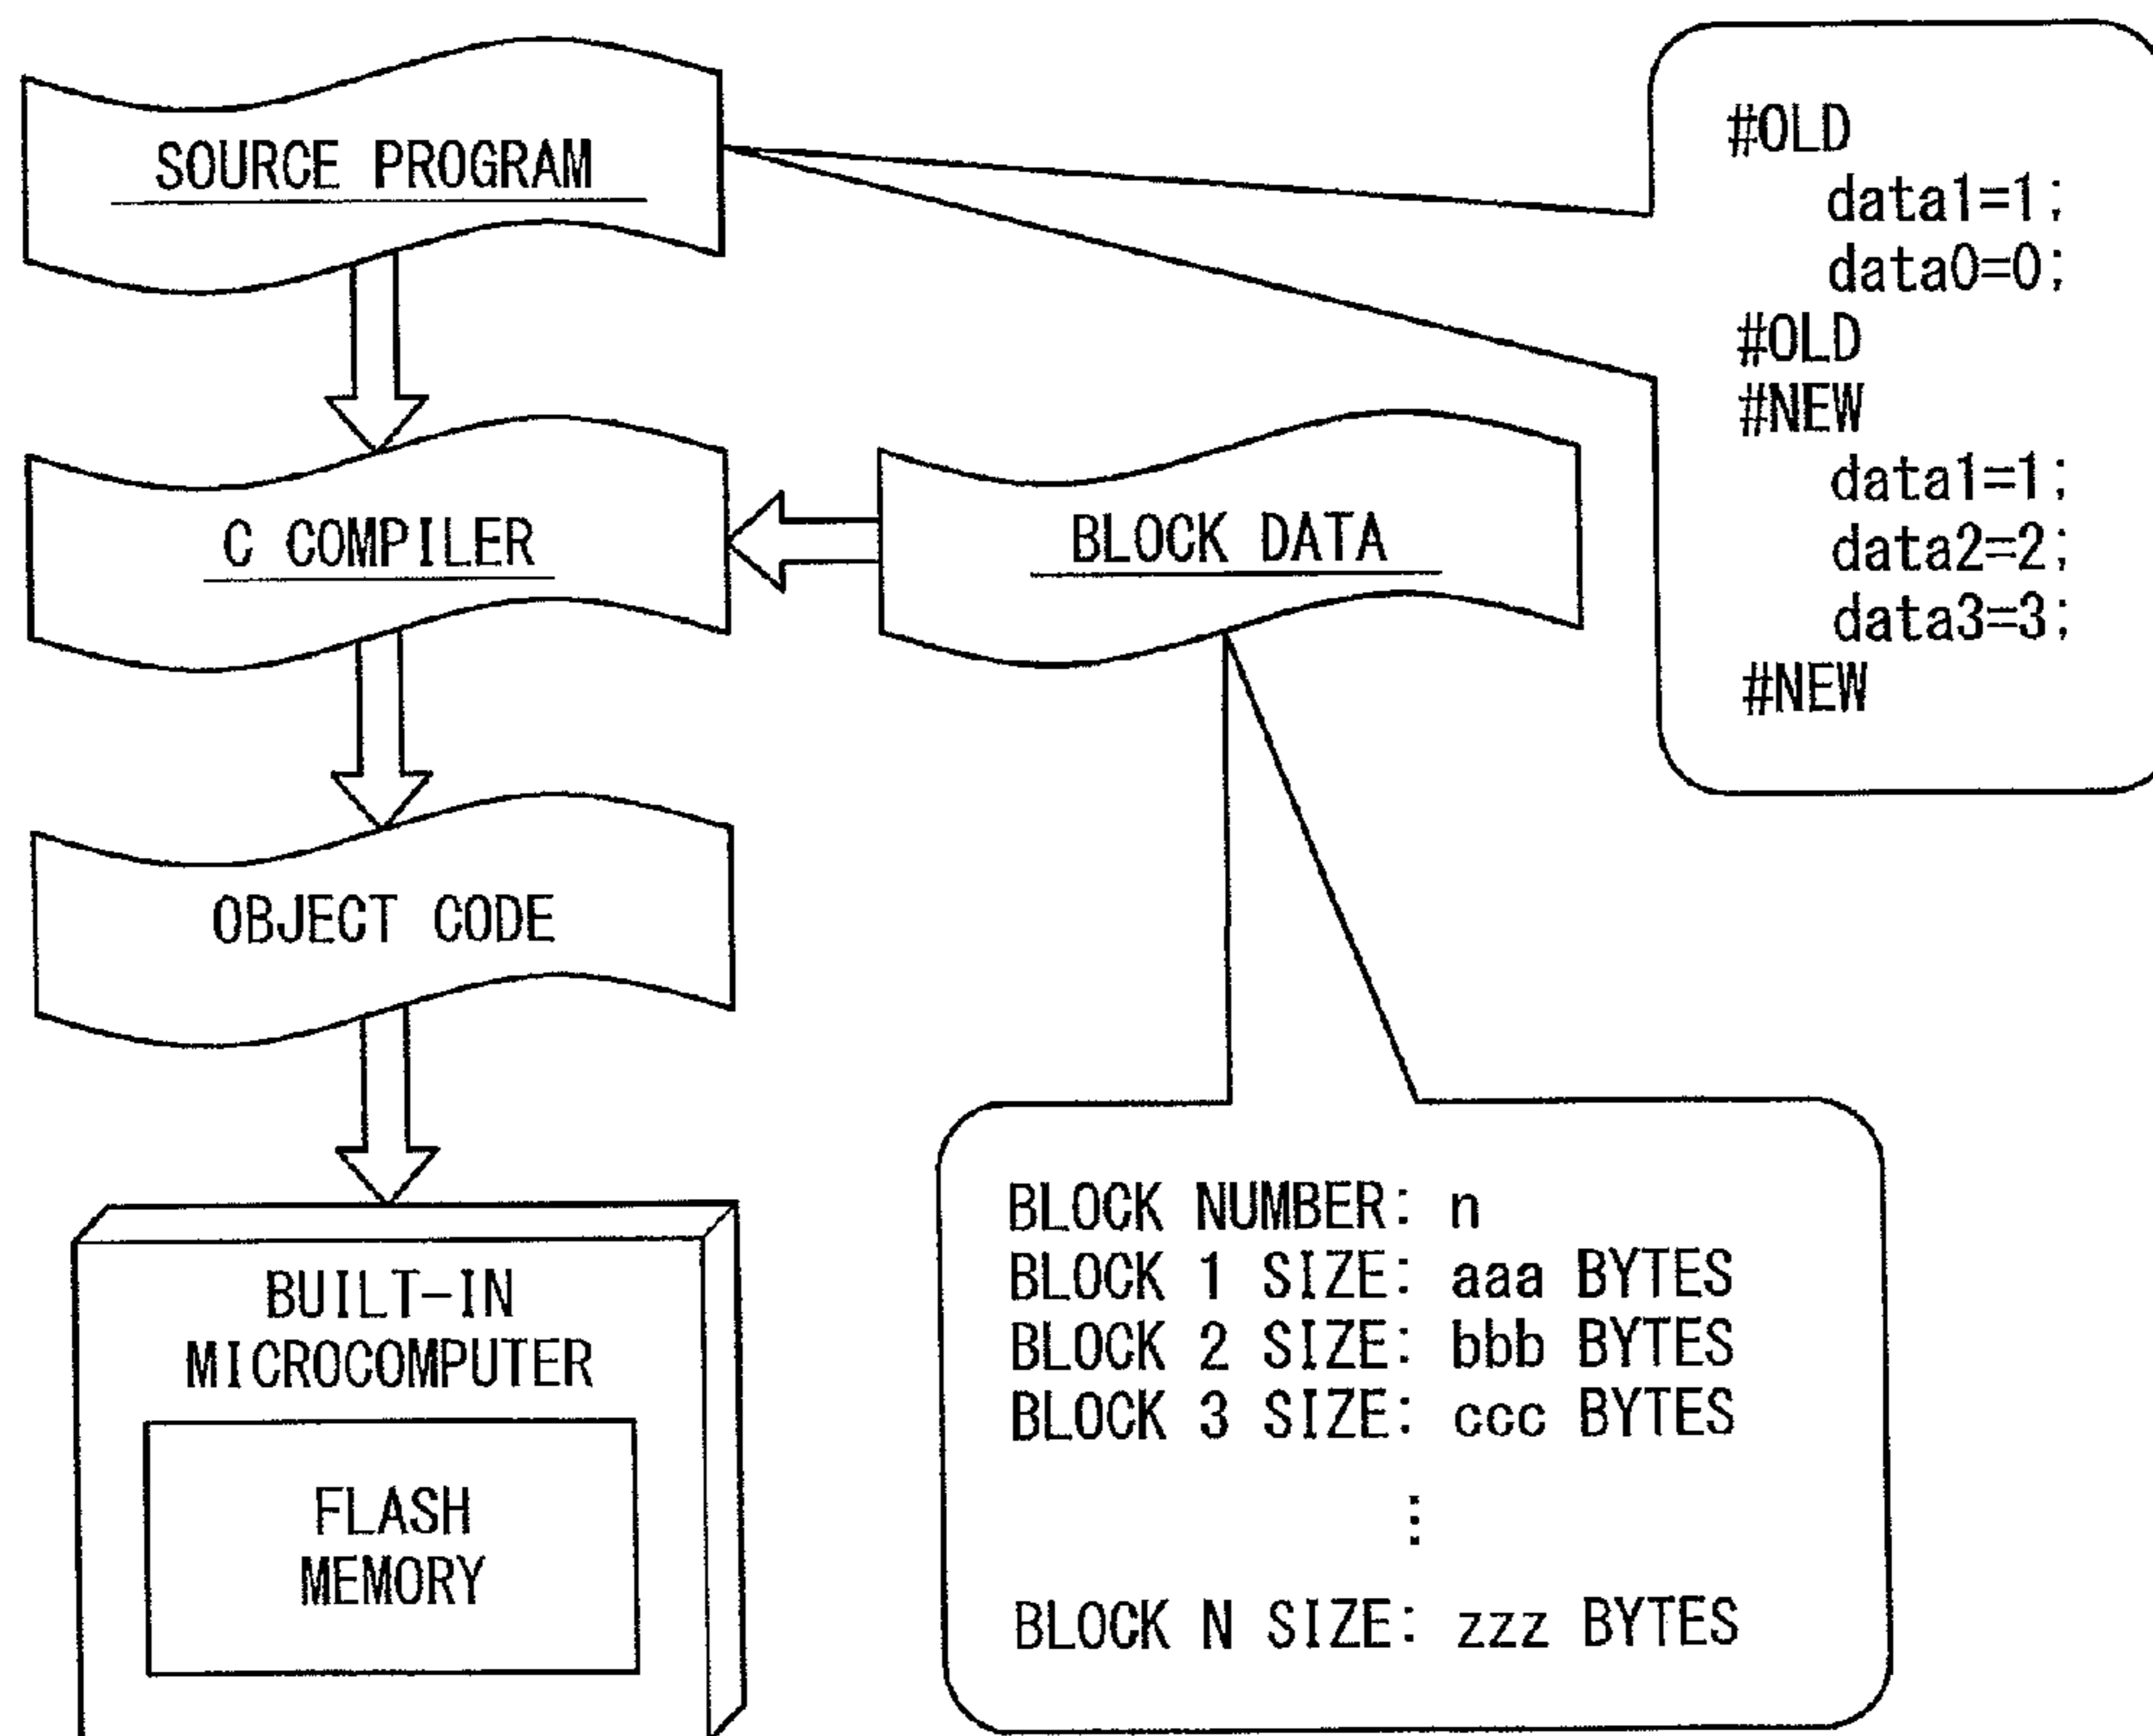 SOURCE PROGRAM
#OLD
data1=1;
data0=0;
#OLD
#NEW
data1=1;
data2=2;
data3=3;
#NEW
C COMPILER
BLOCK DATA
OBJECT CODE
BUILT-IN
MICROCOMPUTER
FLASH
MEMORY
BLOCK NUMBER: n
BLOCK 1 SIZE: aaa BYTES
BLOCK 2 SIZE: bbb BYTES
BLOCK 3 SIZE: ccc BYTES
:
BLOCK N SIZE: zzz BYTES